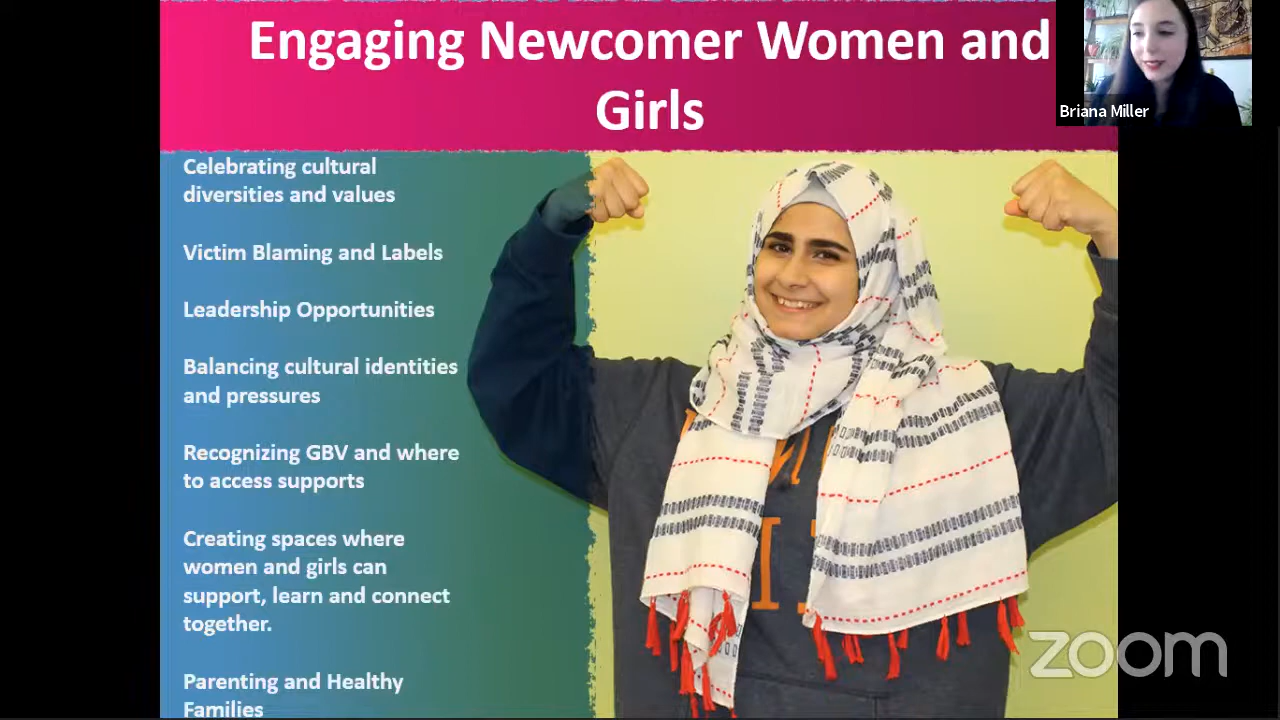 Engaging Newcomer Women and
Girls
Briana Miller
Celebrating cultural
diversities and values
Victim Blaming and Labels
Leadership Opportunities
Balancing cultural identities
and pressures
Recognizing GBV and where
to access supports
Creating spaces where
women and girls can
support, learn and connect
together.
Parenting and Healthy
Families
zoom